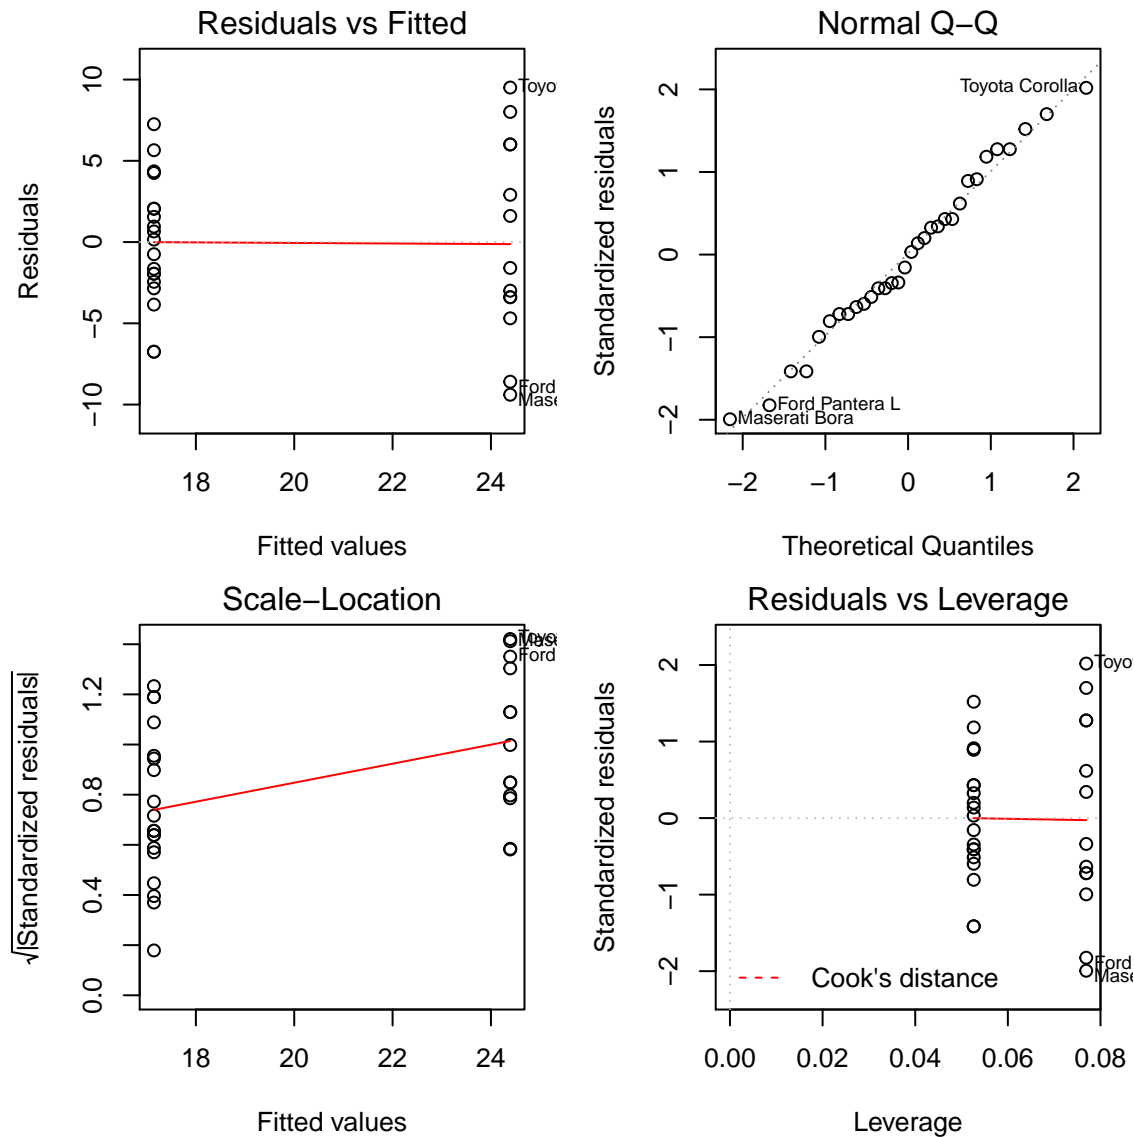 Residuals vs Fitted
10
5
0
−5
−10
Residuals
Toyo
Ford
Mase
18 20 22 24
Fitted values
Normal Q−Q
2
1
0
−1
−2
Standardized residuals
Toyota Corolla
Ford Pantera L
Maserati Bora
−2 −1 0 1 2
Theoretical Quantiles
Scale−Location
1.2
0.8
0.4
0.0
√|Standardized residuals|
Ford
18 20 22 24
Fitted values
Residuals vs Leverage
2
1
0
−1
−2
Standardized residuals
Toyot
Ford
Mase
Cook's distance
0.00 0.02 0.04 0.06 0.08
Leverage